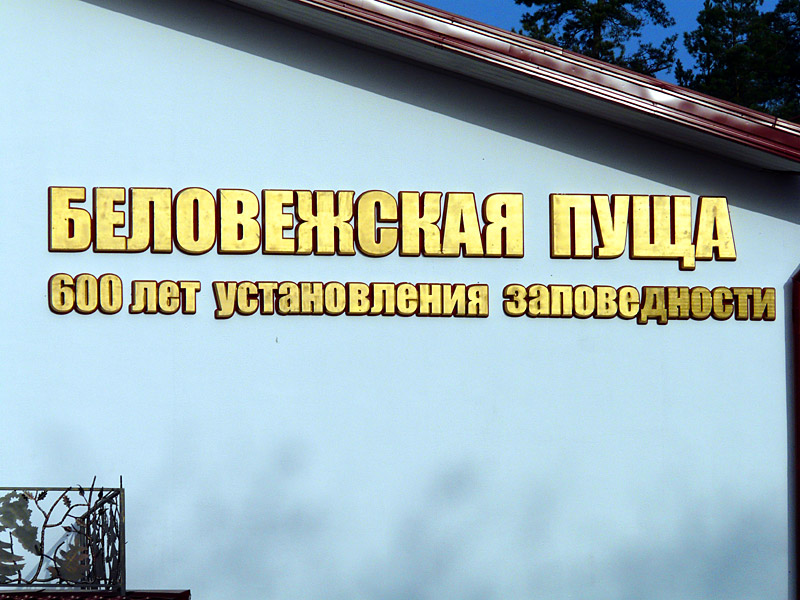 БЕЛОВЕЖСКАЯ ПУЩА
600 лет установления заповедности